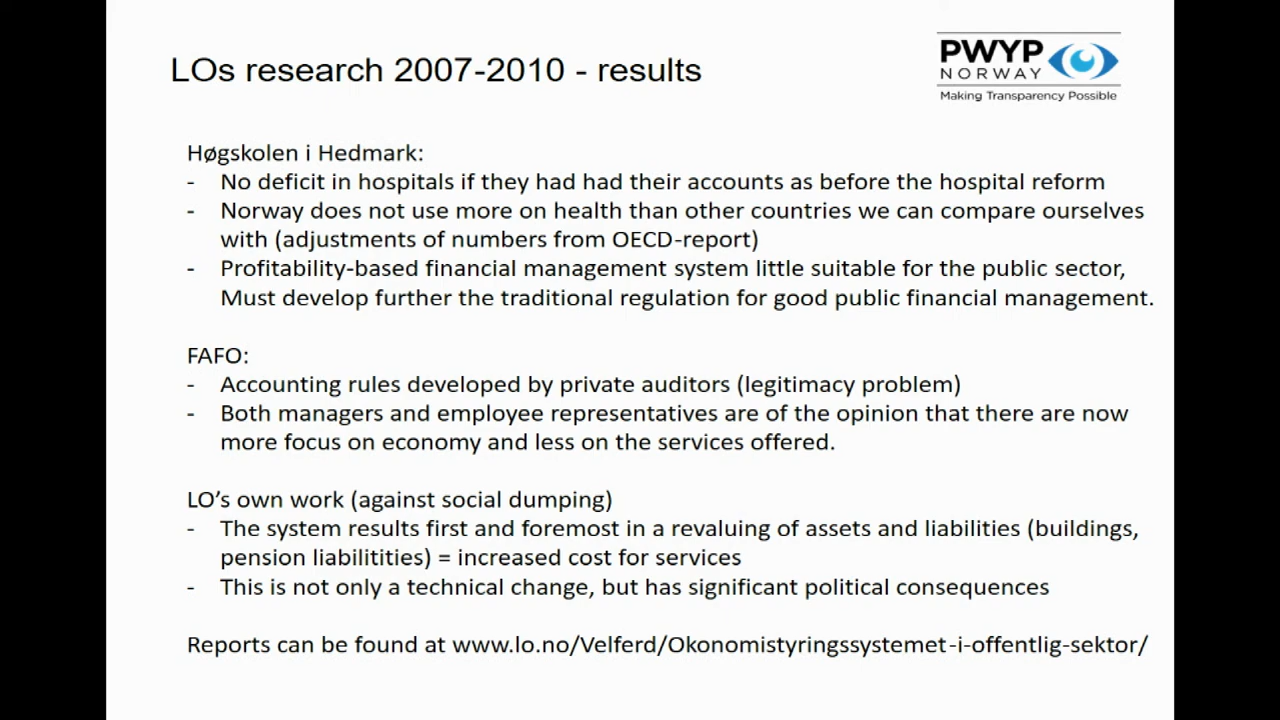 LOs research 2007-2010 - results
PWYP
NORWAY
Making Transparency Possible
Høgskolen i Hedmark:
- No deficit in hospitals if they had had their accounts as before the hospital reform
- Norway does not use more on health than other countries we can compare ourselves
with (adjustments of numbers from OECD-report)
- Profitability-based financial management system little suitable for the public sector,
Must develop further the traditional regulation for good public financial management.
FAFO:
- Accounting rules developed by private auditors (legitimacy problem)
- Both managers and employee representatives are of the opinion that there are now
more focus on economy and less on the services offered.
LO’s own work (against social dumping)
- The system results first and foremost in a revaluing of assets and liabilities (buildings,
pension liabilitities) = increased cost for services
- This is not only a technical change, but has significant political consequences
Reports can be found at www.lo.no/Velferd/Okonomistyringssystemet-i-offentlig-sektor/